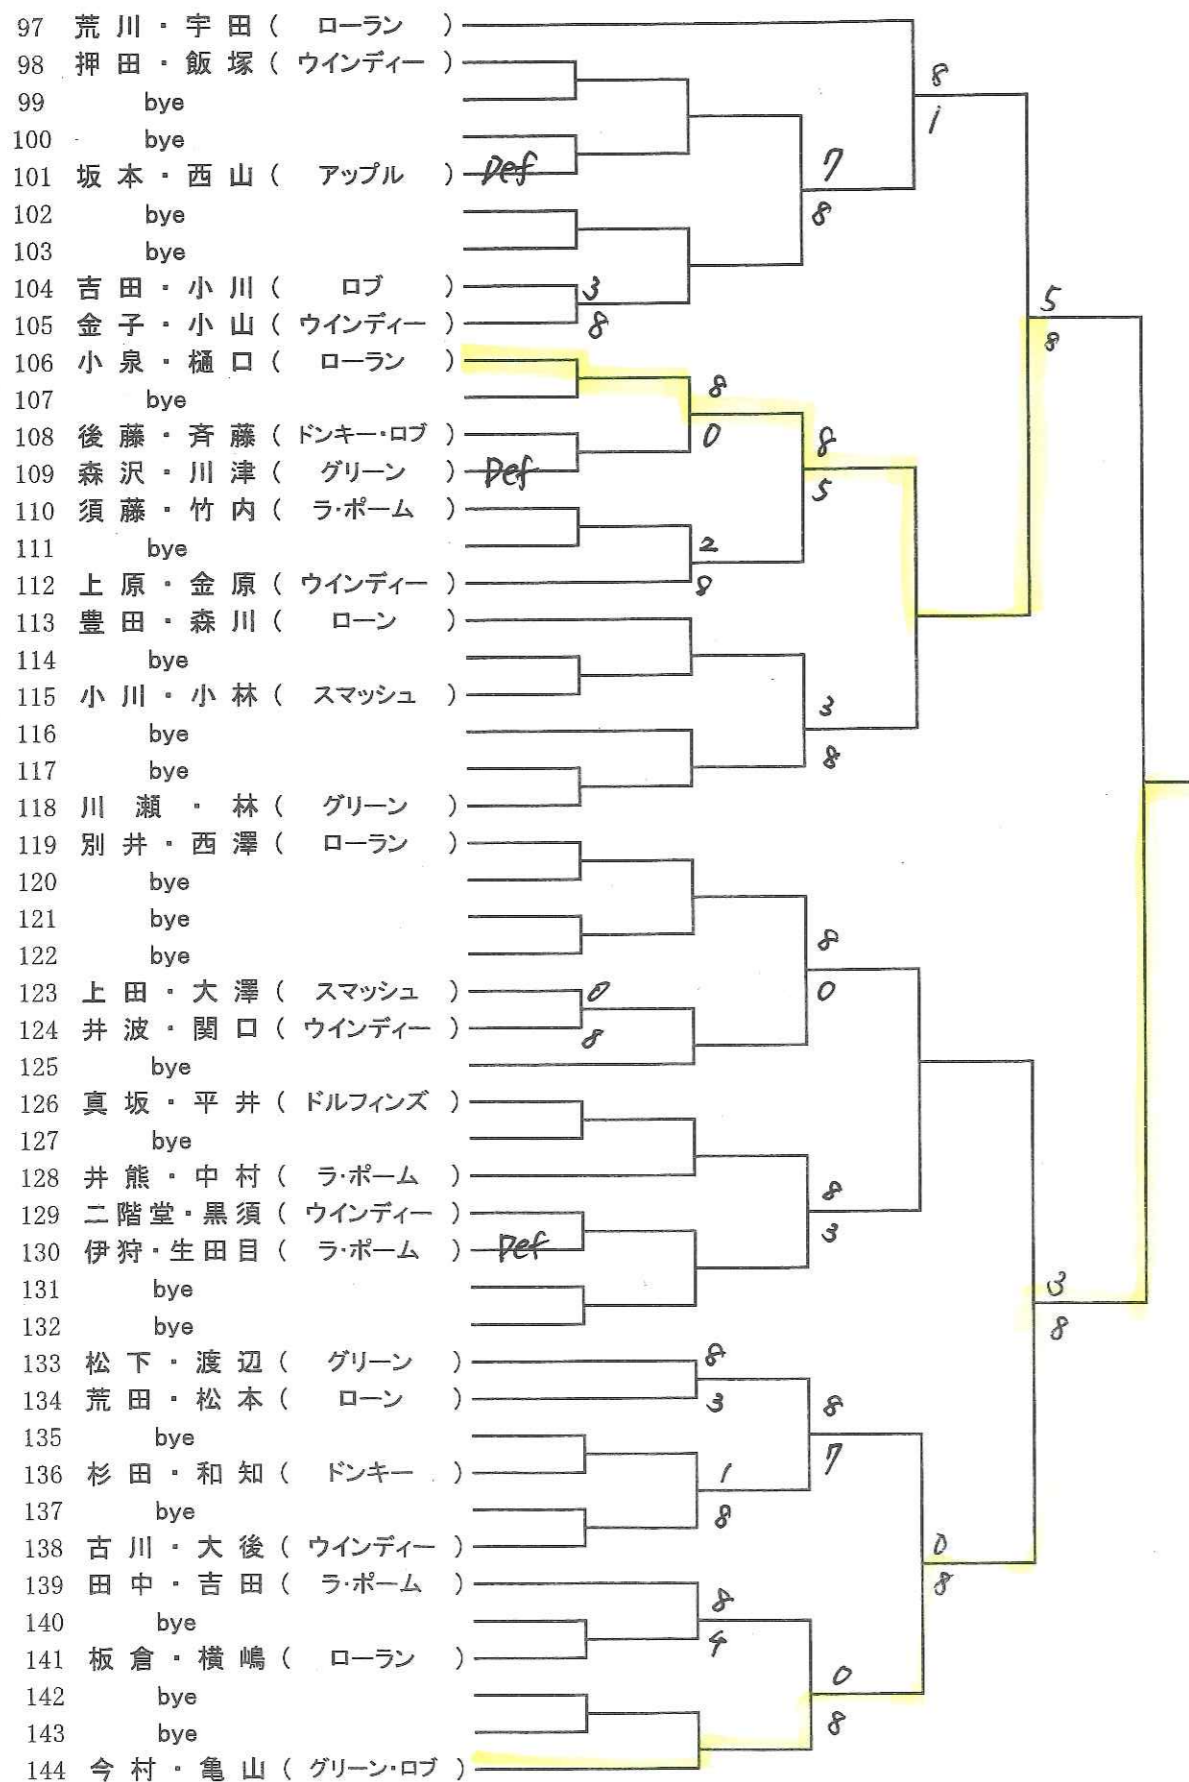 97 荒川・宇田 ( ローラン )
98 押田・飯塚 ( ウインディー )
8
99 bye
1
100 bye
101 坂本・西山 ( アップル ) Def
7
102 bye
8
103 bye
104 吉田・小川 ( ロブ )
3
5
105 金子・小山 ( ウインディー )
8
8
106 小泉・樋口 ( ローラン )
107 bye
8
108 後藤・斉藤 ( ドンキー・ロブ )
0
8
109 森沢・川津 ( グリーン ) Def
5
110 須藤・竹内 ( ラ・ポーム )
111 bye
2
112 上原・金原 ( ウインディー )
8
113 豊田・森川 ( ローン )
114 bye
115 小川・小林 ( スマッシュ )
3
116 bye
8
117 bye
118 川瀬・林 ( グリーン )
119 別井・西澤 ( ローラン )
120 bye
121 bye
8
122 bye
123 上田・大澤 ( スマッシュ )
0
0
124 井波・関口 ( ウインディー )
8
125 bye
126 真坂・平井 ( ドルフィンズ )
127 bye
128 井熊・中村 ( ラ・ポーム )
8
129 二階堂・黒須 ( ウインディー )
3
130 伊狩・生田目 ( ラ・ポーム ) Def
131 bye
3
132 bye
8
133 松下・渡辺 ( グリーン )
8
134 荒田・松本 ( ローン )
3
8
135 bye
7
136 杉田・和知 ( ドンキー )
1
137 bye
8
138 古川・大後 ( ウインディー )
0
139 田中・吉田 ( ラ・ポーム )
8
8
140 bye
4
141 板倉・横嶋 ( ローラン )
0
142 bye
8
143 bye
144 今村・亀山 ( グリーン・ロブ )